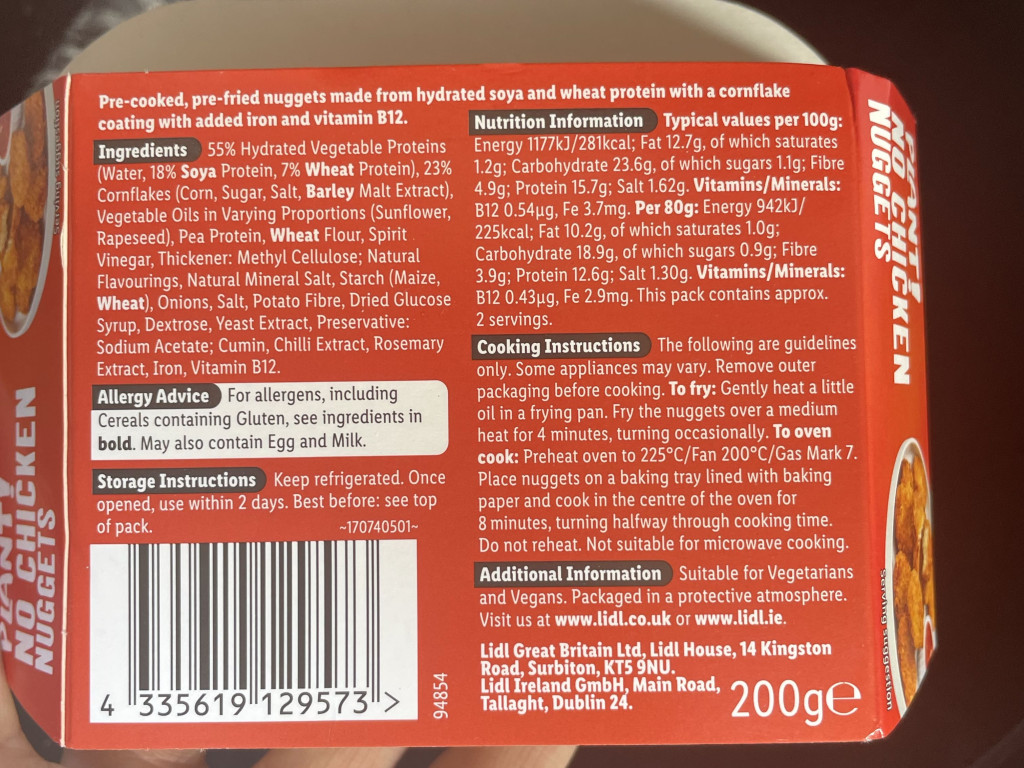 Pre-cooked, pre-fried nuggets made from hydrated soya and wheat protein with a cornflake
coating with added iron and vitamin B12.
Ingredients 55% Hydrated Vegetable Proteins
(Water, 18% Soya Protein, 7% Wheat Protein), 23%
Cornflakes (Corn, Sugar, Salt, Barley Malt Extract),
Vegetable Oils in Varying Proportions (Sunflower,
Rapeseed), Pea Protein, Wheat Flour, Spirit
Vinegar, Thickener: Methyl Cellulose; Natural
Flavourings, Natural Mineral Salt, Starch (Maize,
Wheat), Onions, Salt, Potato Fibre, Dried Glucose
Syrup, Dextrose, Yeast Extract, Preservative:
Sodium Acetate; Cumin, Chilli Extract, Rosemary
Extract, Iron, Vitamin B12.
Allergy Advice For allergens, including
Cereals containing Gluten, see ingredients in
bold. May also contain Egg and Milk.
Storage Instructions Keep refrigerated. Once
opened, use within 2 days. Best before: see top
of pack.
~170740501~
4 335619 129573 >
94854
Nutrition Information Typical values per 100g:
Energy 1177kJ/281kcal; Fat 12.7g, of which saturates
1.2g; Carbohydrate 23.6g, of which sugars 1.1g; Fibre
4.9g; Protein 15.7g; Salt 1.62g. Vitamins/Minerals:
B12 0.54µg, Fe 3.7mg. Per 80g: Energy 942kJ/
225kcal; Fat 10.2g, of which saturates 1.0g;
Carbohydrate 18.9g, of which sugars 0.9g; Fibre
3.9g; Protein 12.6g; Salt 1.30g. Vitamins/Minerals:
B12 0.43µg, Fe 2.9mg. This pack contains approx.
2 servings.
Cooking Instructions The following are guidelines
only. Some appliances may vary. Remove outer
packaging before cooking. To fry: Gently heat a little
oil in a frying pan. Fry the nuggets over a medium
heat for 4 minutes, turning occasionally. To oven
cook: Preheat oven to 225°C/Fan 200°C/Gas Mark 7.
Place nuggets on a baking tray lined with baking
paper and cook in the centre of the oven for
8 minutes, turning halfway through cooking time.
Do not reheat. Not suitable for microwave cooking.
Additional Information Suitable for Vegetarians
and Vegans. Packaged in a protective atmosphere.
Visit us at www.lidl.co.uk or www.lidl.ie.
Lidl Great Britain Ltd, Lidl House, 14 Kingston
Road, Surbiton, KT5 9NU.
Lidl Ireland GmbH, Main Road,
Tallaght, Dublin 24.
200g℮
PLANT!
NO CHICKEN
NUGGETS
Serving suggestion
PLANT!
NO CHICKEN
NUGGETS
Serving suggestion